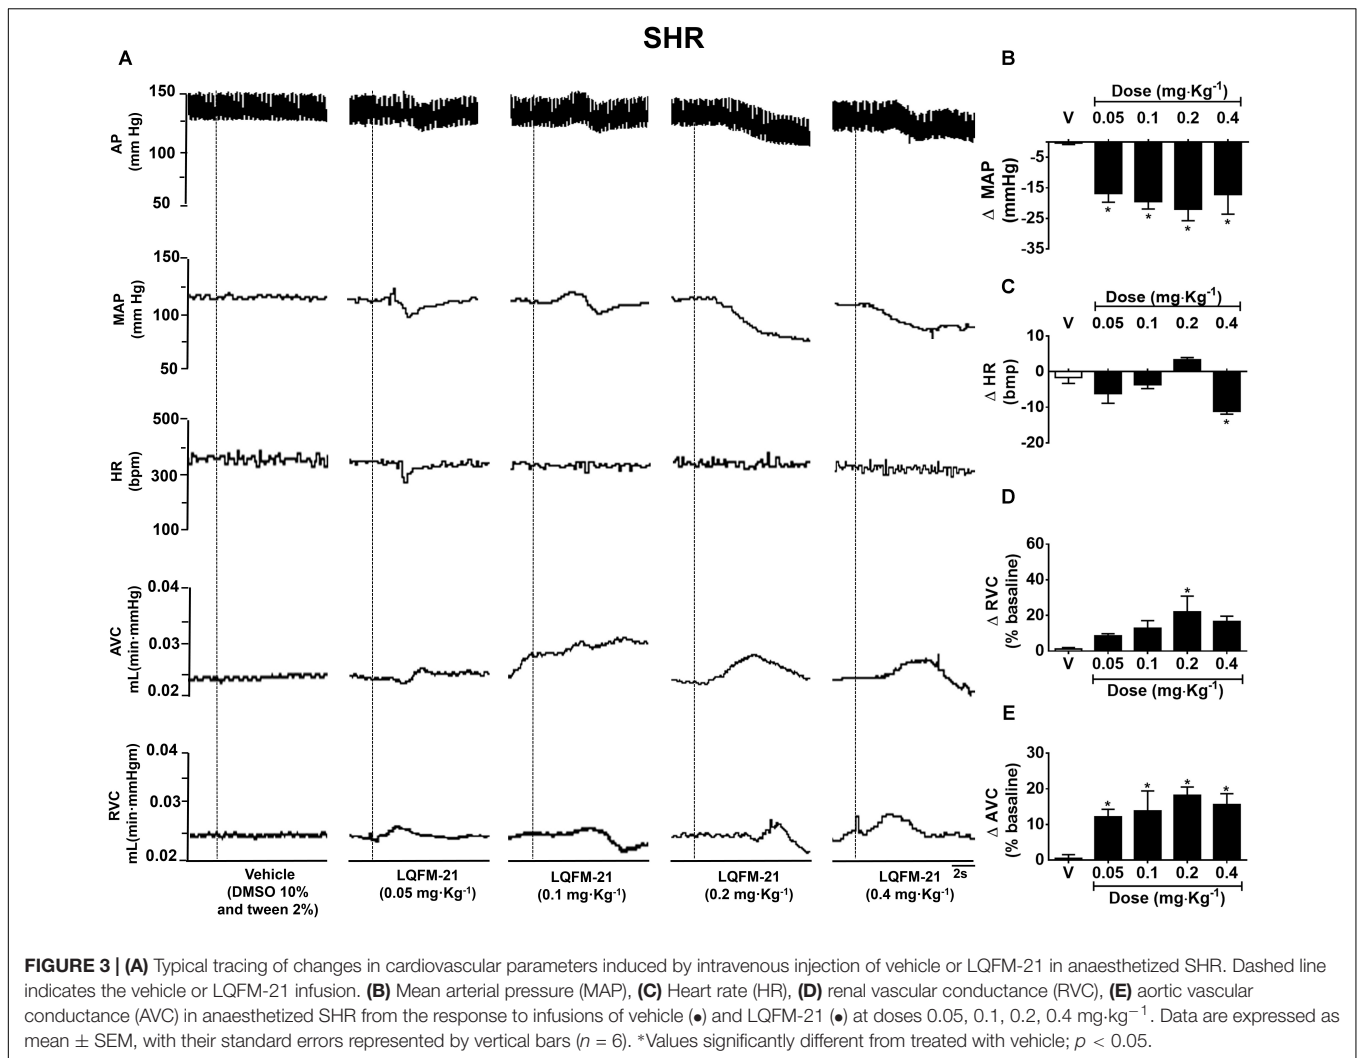 SHR
A
AP
(mm Hg)
150
100
50
MAP
(mm Hg)
150
100
50
HR
(bpm)
500
300
100
AVC
mL(min·mmHg)
0.04
0.03
0.02
RVC
mL(min·mmHgm)
0.04
0.03
0.02
2s
Vehicle
(DMSO 10%
and tween 2%)
LQFM-21
(0.05 mg·Kg-1)
LQFM-21
(0.1 mg·Kg-1)
LQFM-21
(0.2 mg·Kg-1)
LQFM-21
(0.4 mg·Kg-1)
B
Dose (mg·Kg-1)
V 0.05 0.1 0.2 0.4
Δ MAP
(mmHg)
-5
-15
-25
-35
* * * *
C
Dose (mg·Kg-1)
V 0.05 0.1 0.2 0.4
Δ HR
(bmp)
10
0
-10
-20
*
D
Δ RVC
(% basaline)
60
40
20
0
*
V 0.05 0.1 0.2 0.4
Dose (mg·Kg-1)
E
Δ AVC
(% basaline)
30
20
10
0
* * * *
V 0.05 0.1 0.2 0.4
Dose (mg·Kg-1)
FIGURE 3 | (A) Typical tracing of changes in cardiovascular parameters induced by intravenous injection of vehicle or LQFM-21 in anaesthetized SHR. Dashed line
indicates the vehicle or LQFM-21 infusion. (B) Mean arterial pressure (MAP), (C) Heart rate (HR), (D) renal vascular conductance (RVC), (E) aortic vascular
conductance (AVC) in anaesthetized SHR from the response to infusions of vehicle (●) and LQFM-21 (●) at doses 0.05, 0.1, 0.2, 0.4 mg·kg−1. Data are expressed as
mean ± SEM, with their standard errors represented by vertical bars (n = 6). *Values significantly different from treated with vehicle; p < 0.05.